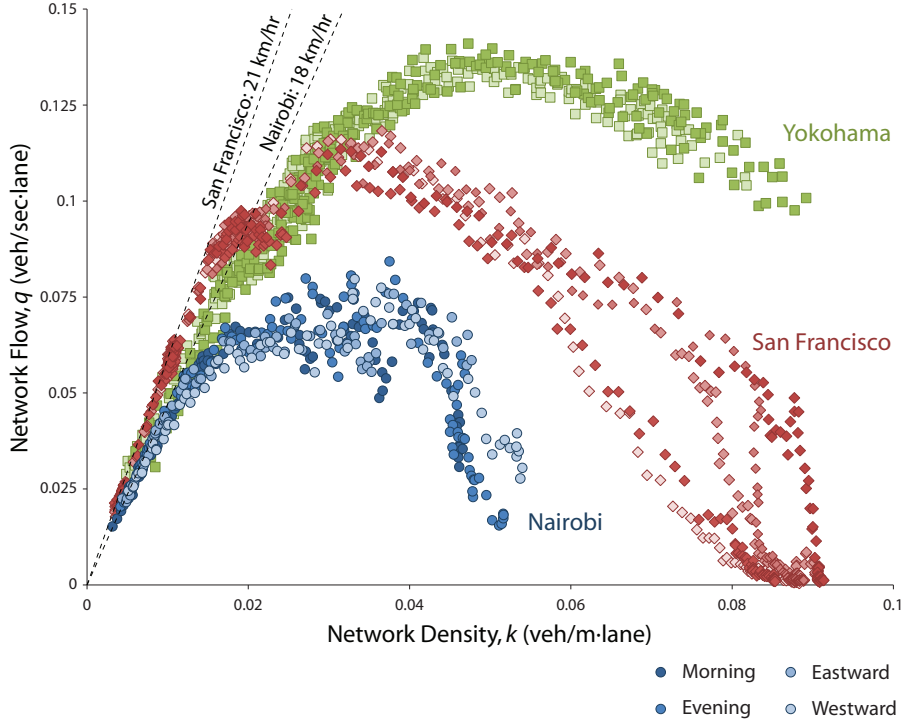 0.15
0.125
0.1
0.075
0.05
0.025
0
Network Flow, q (veh/sec·lane)
San Francisco: 21 km/hr
Nairobi: 18 km/hr
Yokohama
San Francisco
Nairobi
0 0.02 0.04 0.06 0.08 0.1
Network Density, k (veh/m·lane)
Morning Eastward
Evening Westward